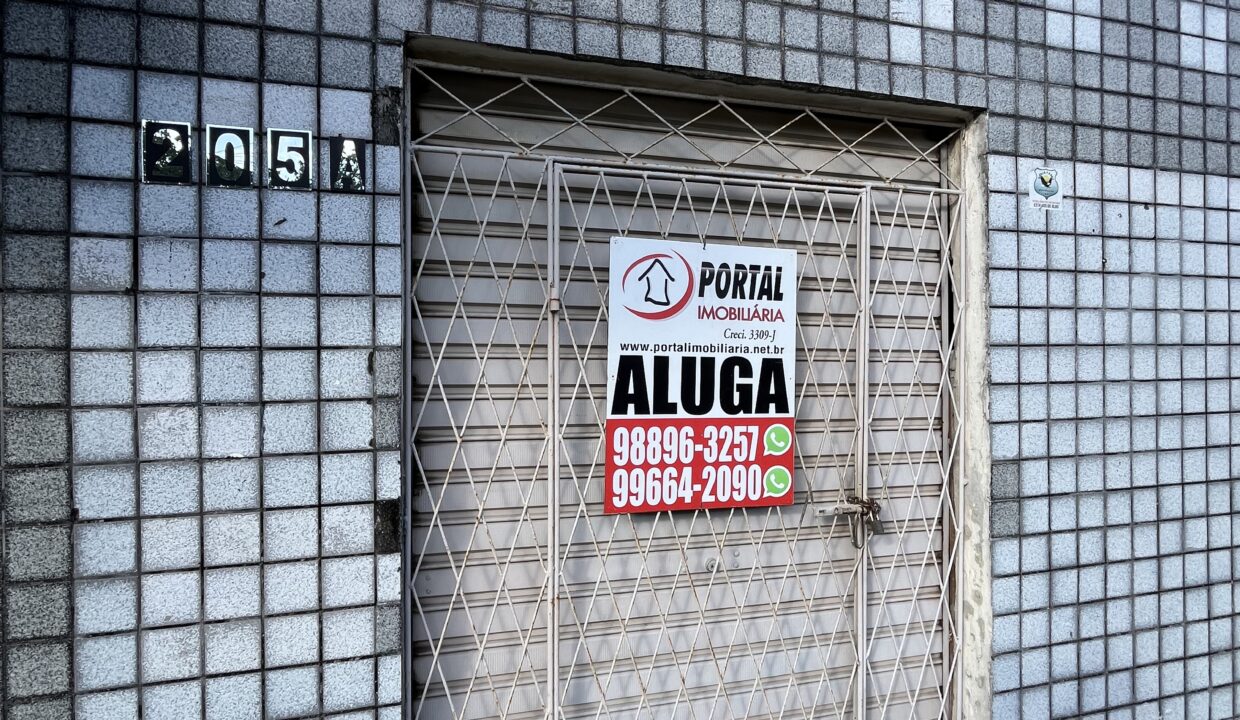 205A
PORTAL
IMOBILIÁRIA
Creci. 3309-J
www.portalimobiliaria.net.br
ALUGA
98896-3257
99664-2090